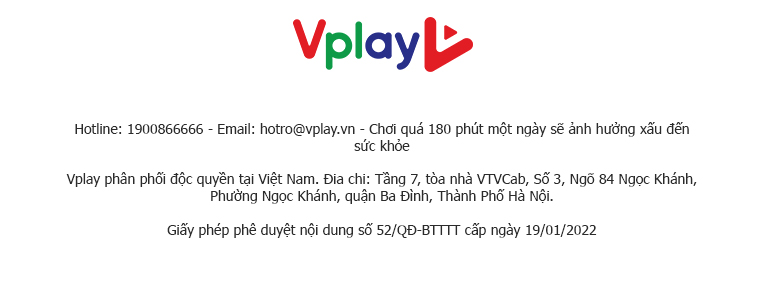 Vplay
Hotline: 1900866666 - Email: hotro@vplay.vn - Chơi quá 180 phút một ngày sẽ ảnh hưởng xấu đến
sức khỏe
Vplay phân phối độc quyền tại Việt Nam. Đia chi: Tầng 7, tòa nhà VTVCab, Số 3, Ngõ 84 Ngọc Khánh,
Phường Ngọc Khánh, quận Ba Đình, Thành Phố Hà Nội.
Giấy phép phê duyệt nội dung số 52/QĐ-BTTTT cấp ngày 19/01/2022